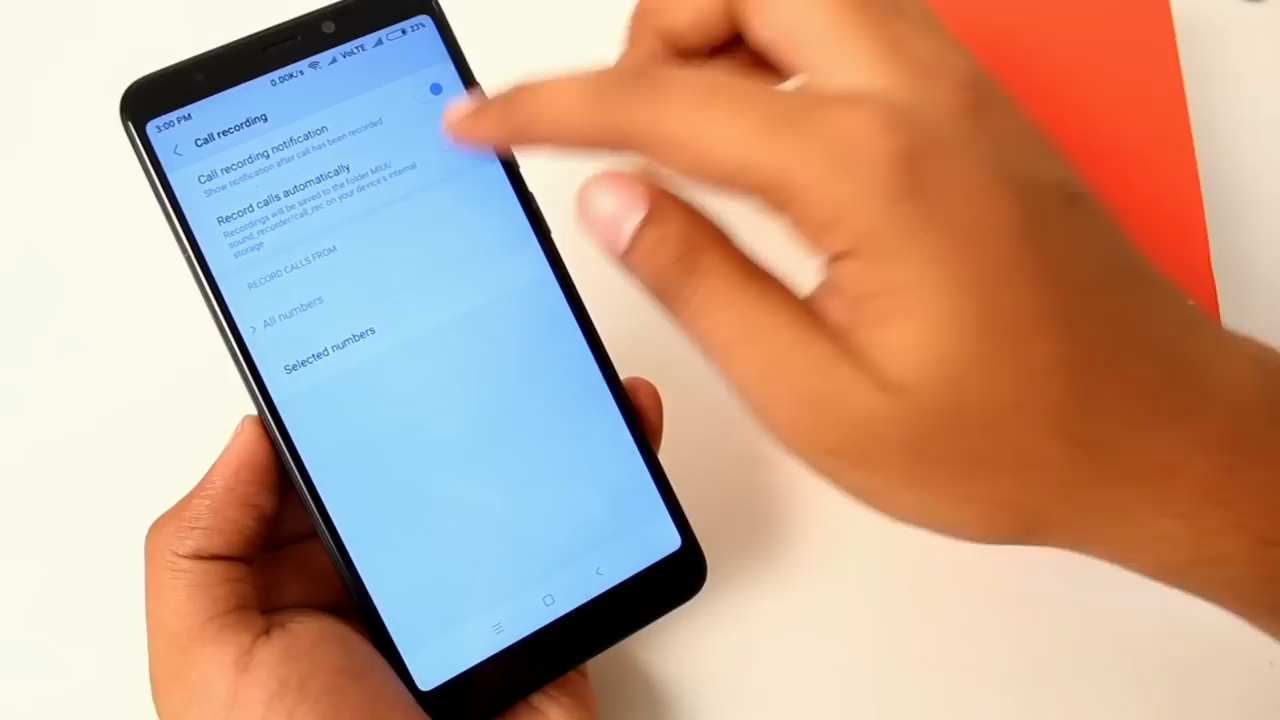 3:00 PM 0.00K/s VoLTE 23%
Call recording
Call recording notification
Show notification after call has been recorded
Record calls automatically
Recordings will be saved to the folder MIUI/
sound_recorder/call_rec on your device's internal
storage
RECORD CALLS FROM
All numbers
Selected numbers